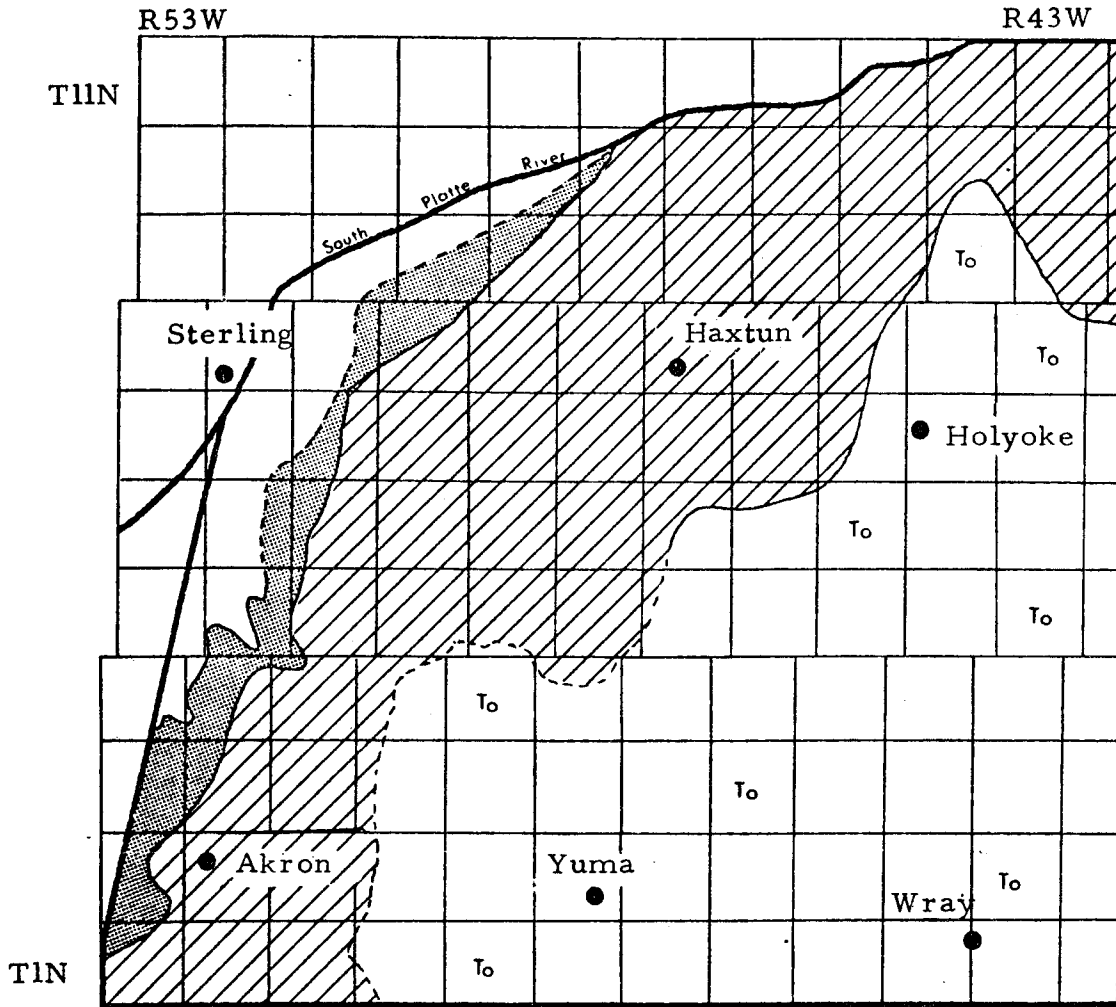 R53W
R43W
T11N
South Platte River
To
Sterling
Haxtun
To
Holyoke
To
To
To
To
Akron
Yuma
To
Wray
T1N
To